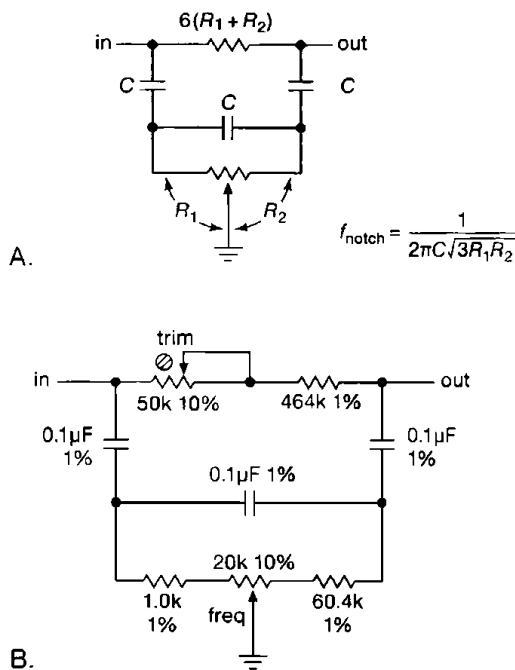 6(R₁ + R₂)
in
out
C
C
C
R₁
R₂
A.
f_notch = 1 / 2πC√3R₁R₂
trim
in
out
50k 10%
464k 1%
0.1µF
1%
0.1µF
1%
0.1µF 1%
20k 10%
1.0k
1%
60.4k
1%
freq
B.